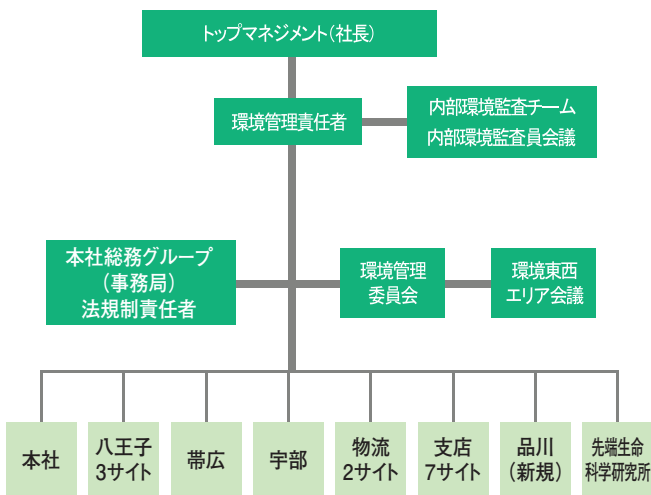 トップマネジメント（社長）
環境管理責任者
内部環境監査チーム
内部環境監査員会議
本社総務グループ
（事務局）
法規制責任者
環境管理
委員会
環境東西
エリア会議
本社
八王子
3サイト
帯広
宇部
物流
2サイト
支店
7サイト
品川
（新規）
先端生命
科学研究所